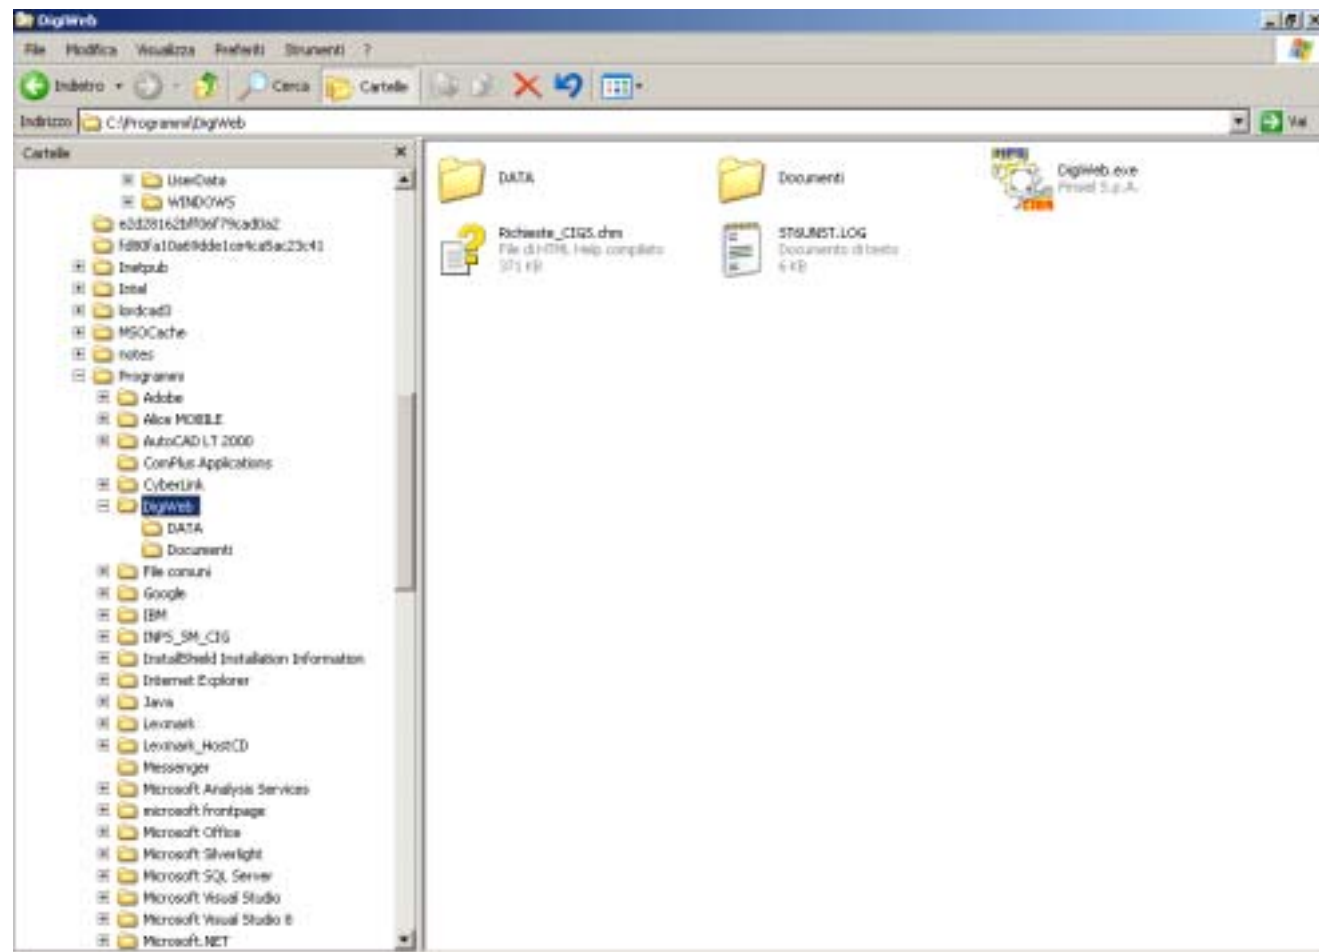 DigiWeb
File Modifica Visualizza Preferiti Strumenti ?
Indietro Cerca Cartelle
Indirizzo C:\Programmi\DigiWeb Vai
Cartelle
UserData
WINDOWS
Inetpub
Intel
lordcad3
MSOCache
notes
Programmi
Adobe
Alice MOBILE
AutoCAD LT 2000
ComPlus Applications
CyberLink
DigiWeb
DATA
Documenti
File comuni
Google
IBM
INPS_SM_CIG
InstallShield Installation Information
Internet Explorer
Java
Lexmark
Lexmark_HostCD
Messenger
Microsoft Analysis Services
microsoft frontpage
Microsoft Office
Microsoft Silverlight
Microsoft SQL Server
Microsoft Visual Studio
Microsoft Visual Studio 8
Microsoft.NET
DATA
Documenti
DigiWeb.exe
S.p.A.
Richieste_CIGS.chm
File di HTML Help compilato
371 KB
ST6UNST.LOG
Documento di testo
6 KB